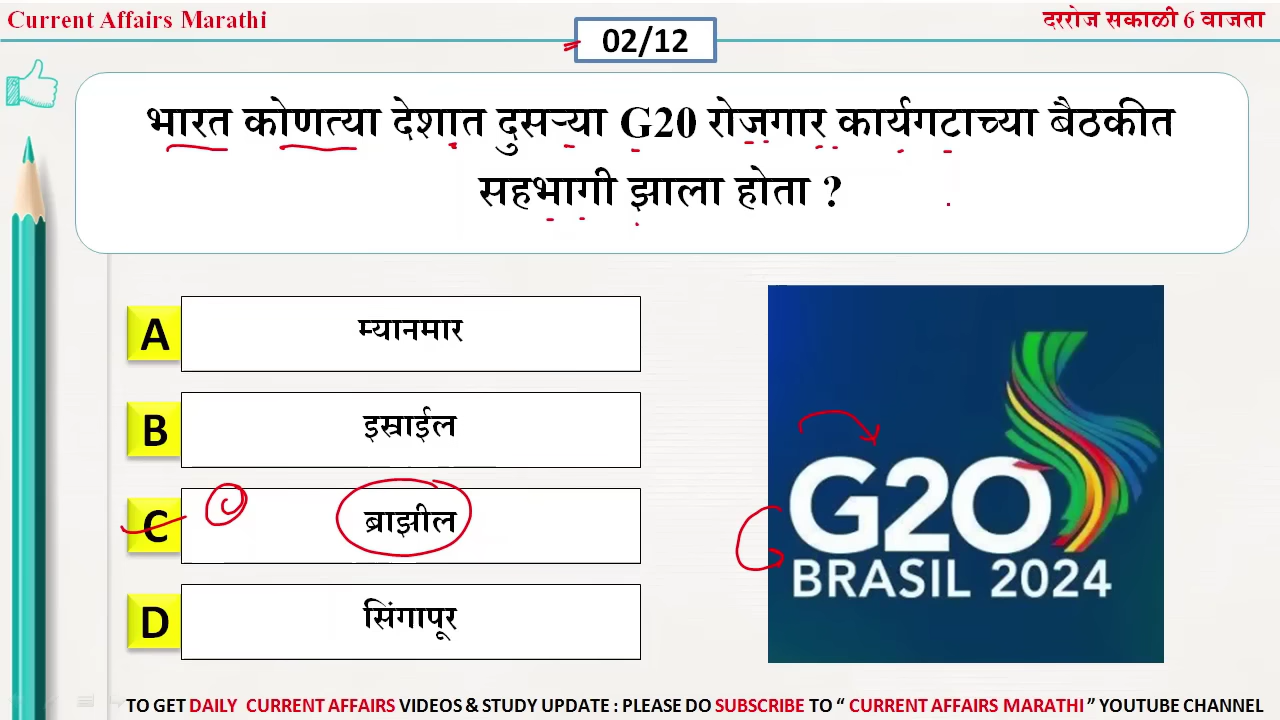 Current Affairs Marathi
दररोज सकाळी 6 वाजता
02/12
भारत कोणत्या देशात दुसऱ्या G20 रोजगार कार्यगटाच्या बैठकीत
सहभागी झाला होता ?
A म्यानमार
B इस्राईल
C ब्राझील
D सिंगापूर
G20
BRASIL 2024
TO GET DAILY CURRENT AFFAIRS VIDEOS & STUDY UPDATE : PLEASE DO SUBSCRIBE TO “ CURRENT AFFAIRS MARATHI ” YOUTUBE CHANNEL